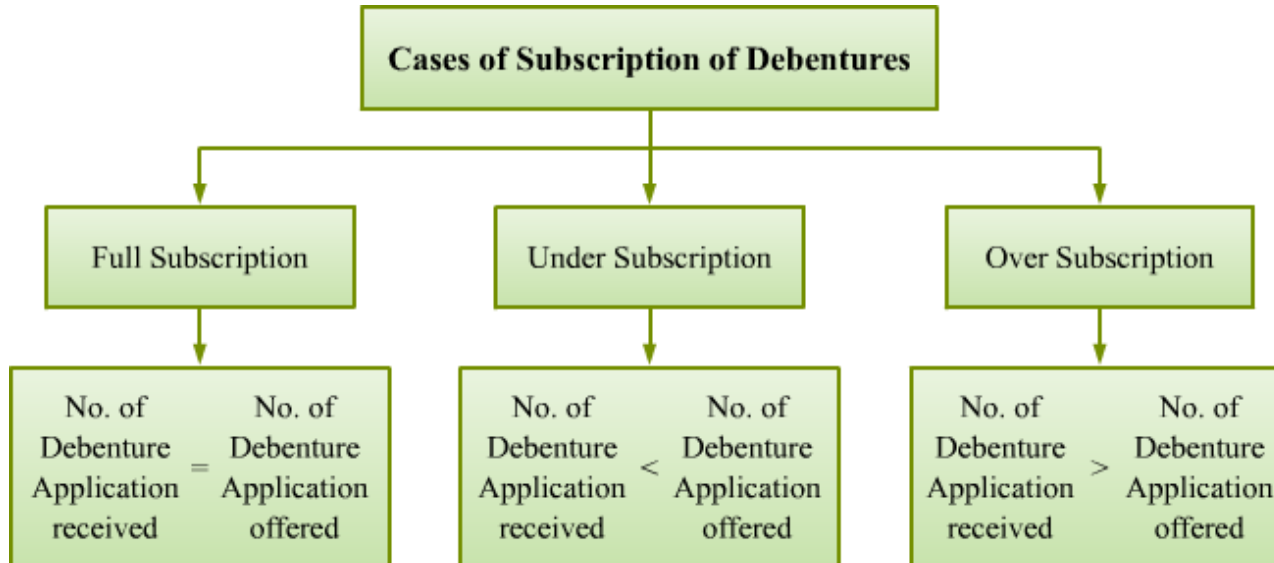 Cases of Subscription of Debentures
Full Subscription
Under Subscription
Over Subscription
No. of
Debenture
Application
received
=
No. of
Debenture
Application
offered
No. of
Debenture
Application
received
<
No. of
Debenture
Application
offered
No. of
Debenture
Application
received
>
No. of
Debenture
Application
offered